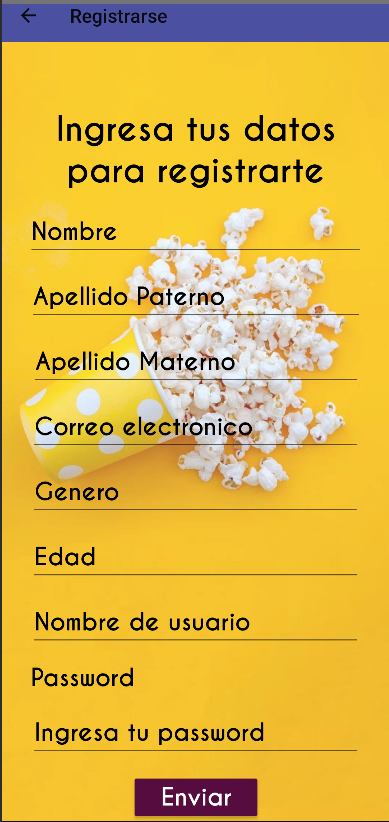 Registrarse
Ingresa tus datos
para registrarte
Nombre
Apellido Paterno
Apellido Materno
Correo electronico
Genero
Edad
Nombre de usuario
Password
Ingresa tu password
Enviar